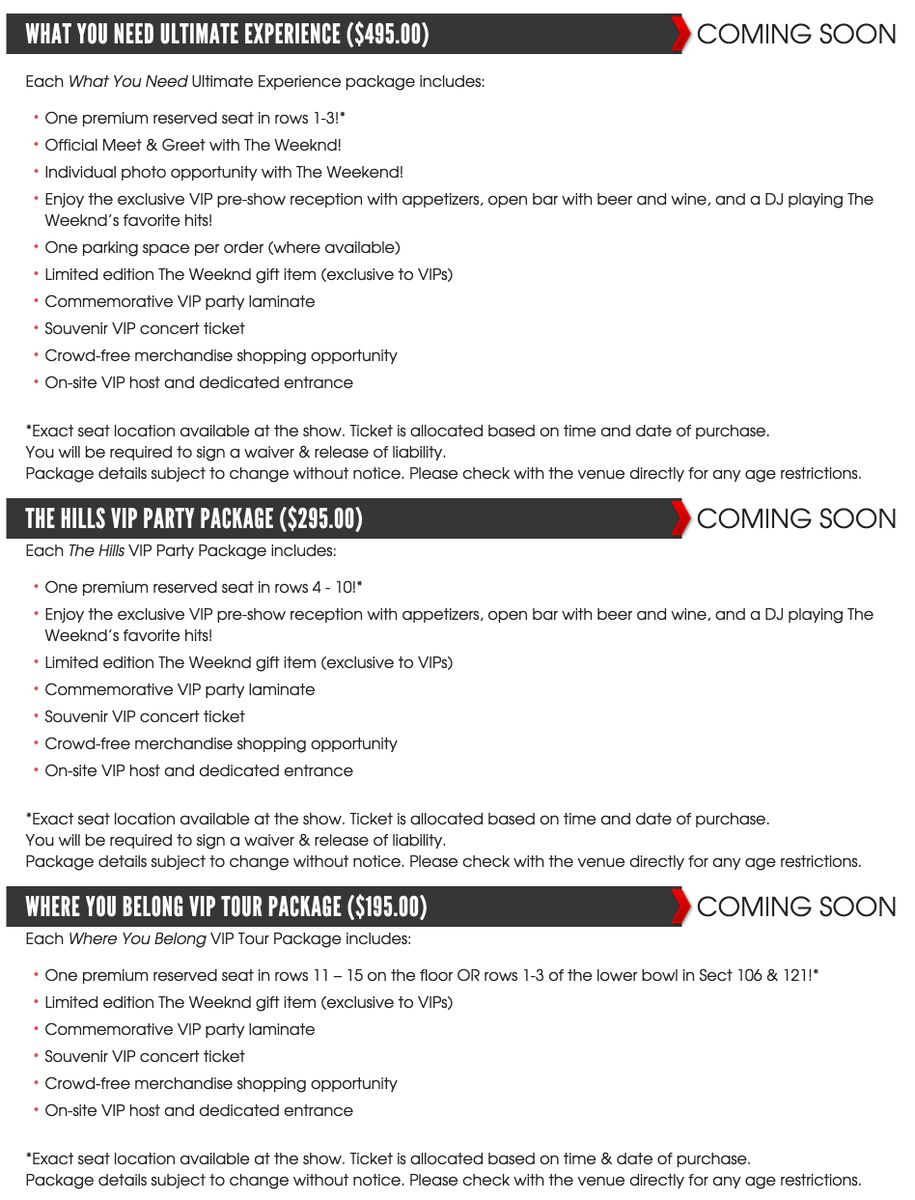 WHAT YOU NEED ULTIMATE EXPERIENCE ($495.00)
COMING SOON
Each What You Need Ultimate Experience package includes:
• One premium reserved seat in rows 1-3!*
• Official Meet & Greet with The Weeknd!
• Individual photo opportunity with The Weekend!
• Enjoy the exclusive VIP pre-show reception with appetizers, open bar with beer and wine, and a DJ playing The
Weeknd's favorite hits!
• One parking space per order (where available)
• Limited edition The Weeknd gift item (exclusive to VIPs)
• Commemorative VIP party laminate
• Souvenir VIP concert ticket
• Crowd-free merchandise shopping opportunity
• On-site VIP host and dedicated entrance
*Exact seat location available at the show. Ticket is allocated based on time and date of purchase.
You will be required to sign a waiver & release of liability.
Package details subject to change without notice. Please check with the venue directly for any age restrictions.
THE HILLS VIP PARTY PACKAGE ($295.00)
COMING SOON
Each The Hills VIP Party Package includes:
• One premium reserved seat in rows 4 - 10!*
• Enjoy the exclusive VIP pre-show reception with appetizers, open bar with beer and wine, and a DJ playing The
Weeknd's favorite hits!
• Limited edition The Weeknd gift item (exclusive to VIPs)
• Commemorative VIP party laminate
• Souvenir VIP concert ticket
• Crowd-free merchandise shopping opportunity
• On-site VIP host and dedicated entrance
*Exact seat location available at the show. Ticket is allocated based on time and date of purchase.
You will be required to sign a waiver & release of liability.
Package details subject to change without notice. Please check with the venue directly for any age restrictions.
WHERE YOU BELONG VIP TOUR PACKAGE ($195.00)
COMING SOON
Each Where You Belong VIP Tour Package includes:
• One premium reserved seat in rows 11 – 15 on the floor OR rows 1-3 of the lower bowl in Sect 106 & 121!*
• Limited edition The Weeknd gift item (exclusive to VIPs)
• Commemorative VIP party laminate
• Souvenir VIP concert ticket
• Crowd-free merchandise shopping opportunity
• On-site VIP host and dedicated entrance
*Exact seat location available at the show. Ticket is allocated based on time & date of purchase.
Package details subject to change without notice. Please check with the venue directly for any age restrictions.